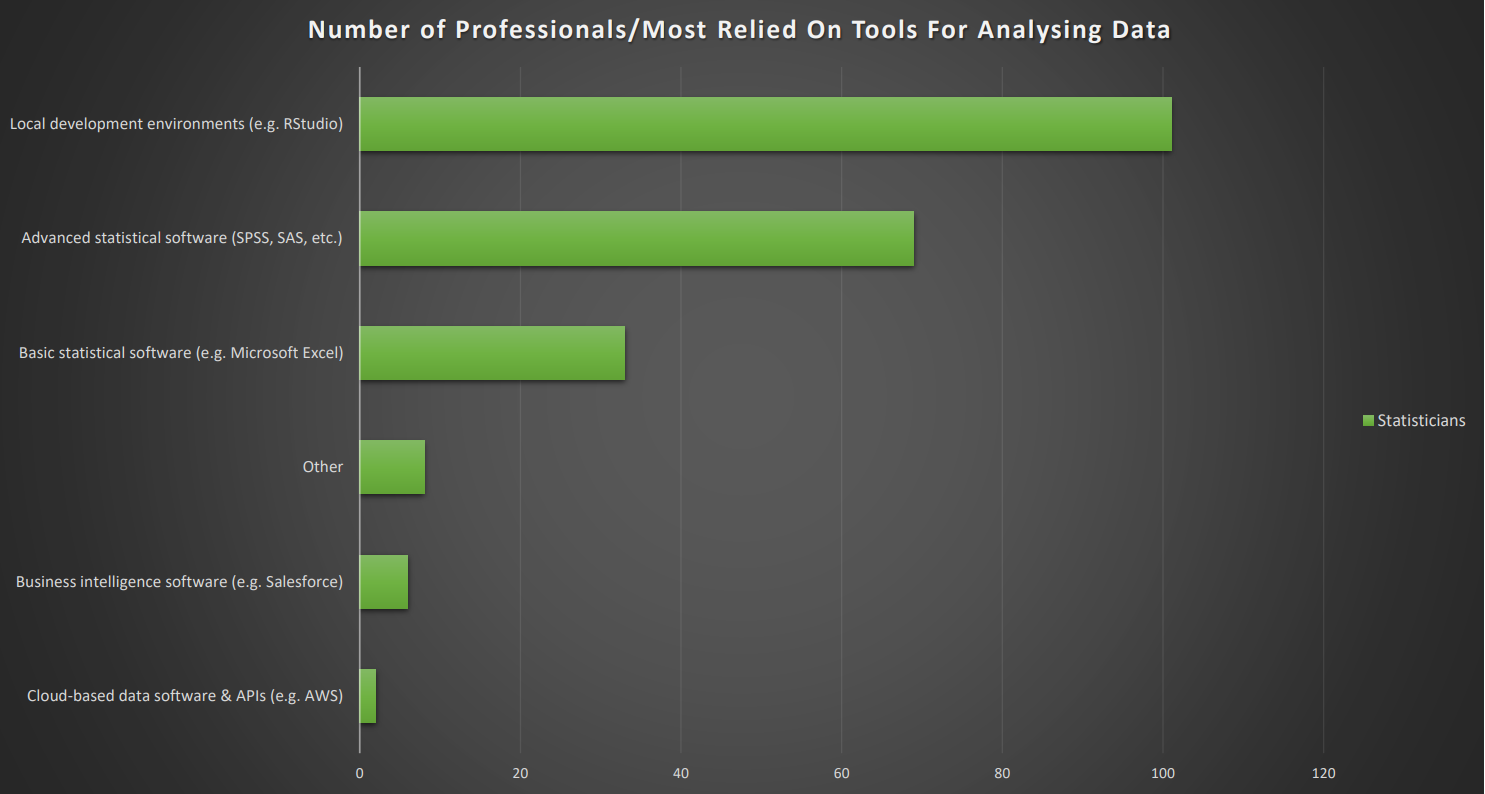 Number of Professionals/Most Relied On Tools For Analysing Data
Local development environments (e.g. RStudio)
Advanced statistical software (SPSS, SAS, etc.)
Basic statistical software (e.g. Microsoft Excel)
Other
Business intelligence software (e.g. Salesforce)
Cloud-based data software & APIs (e.g. AWS)
0 20 40 60 80 100 120
Statisticians